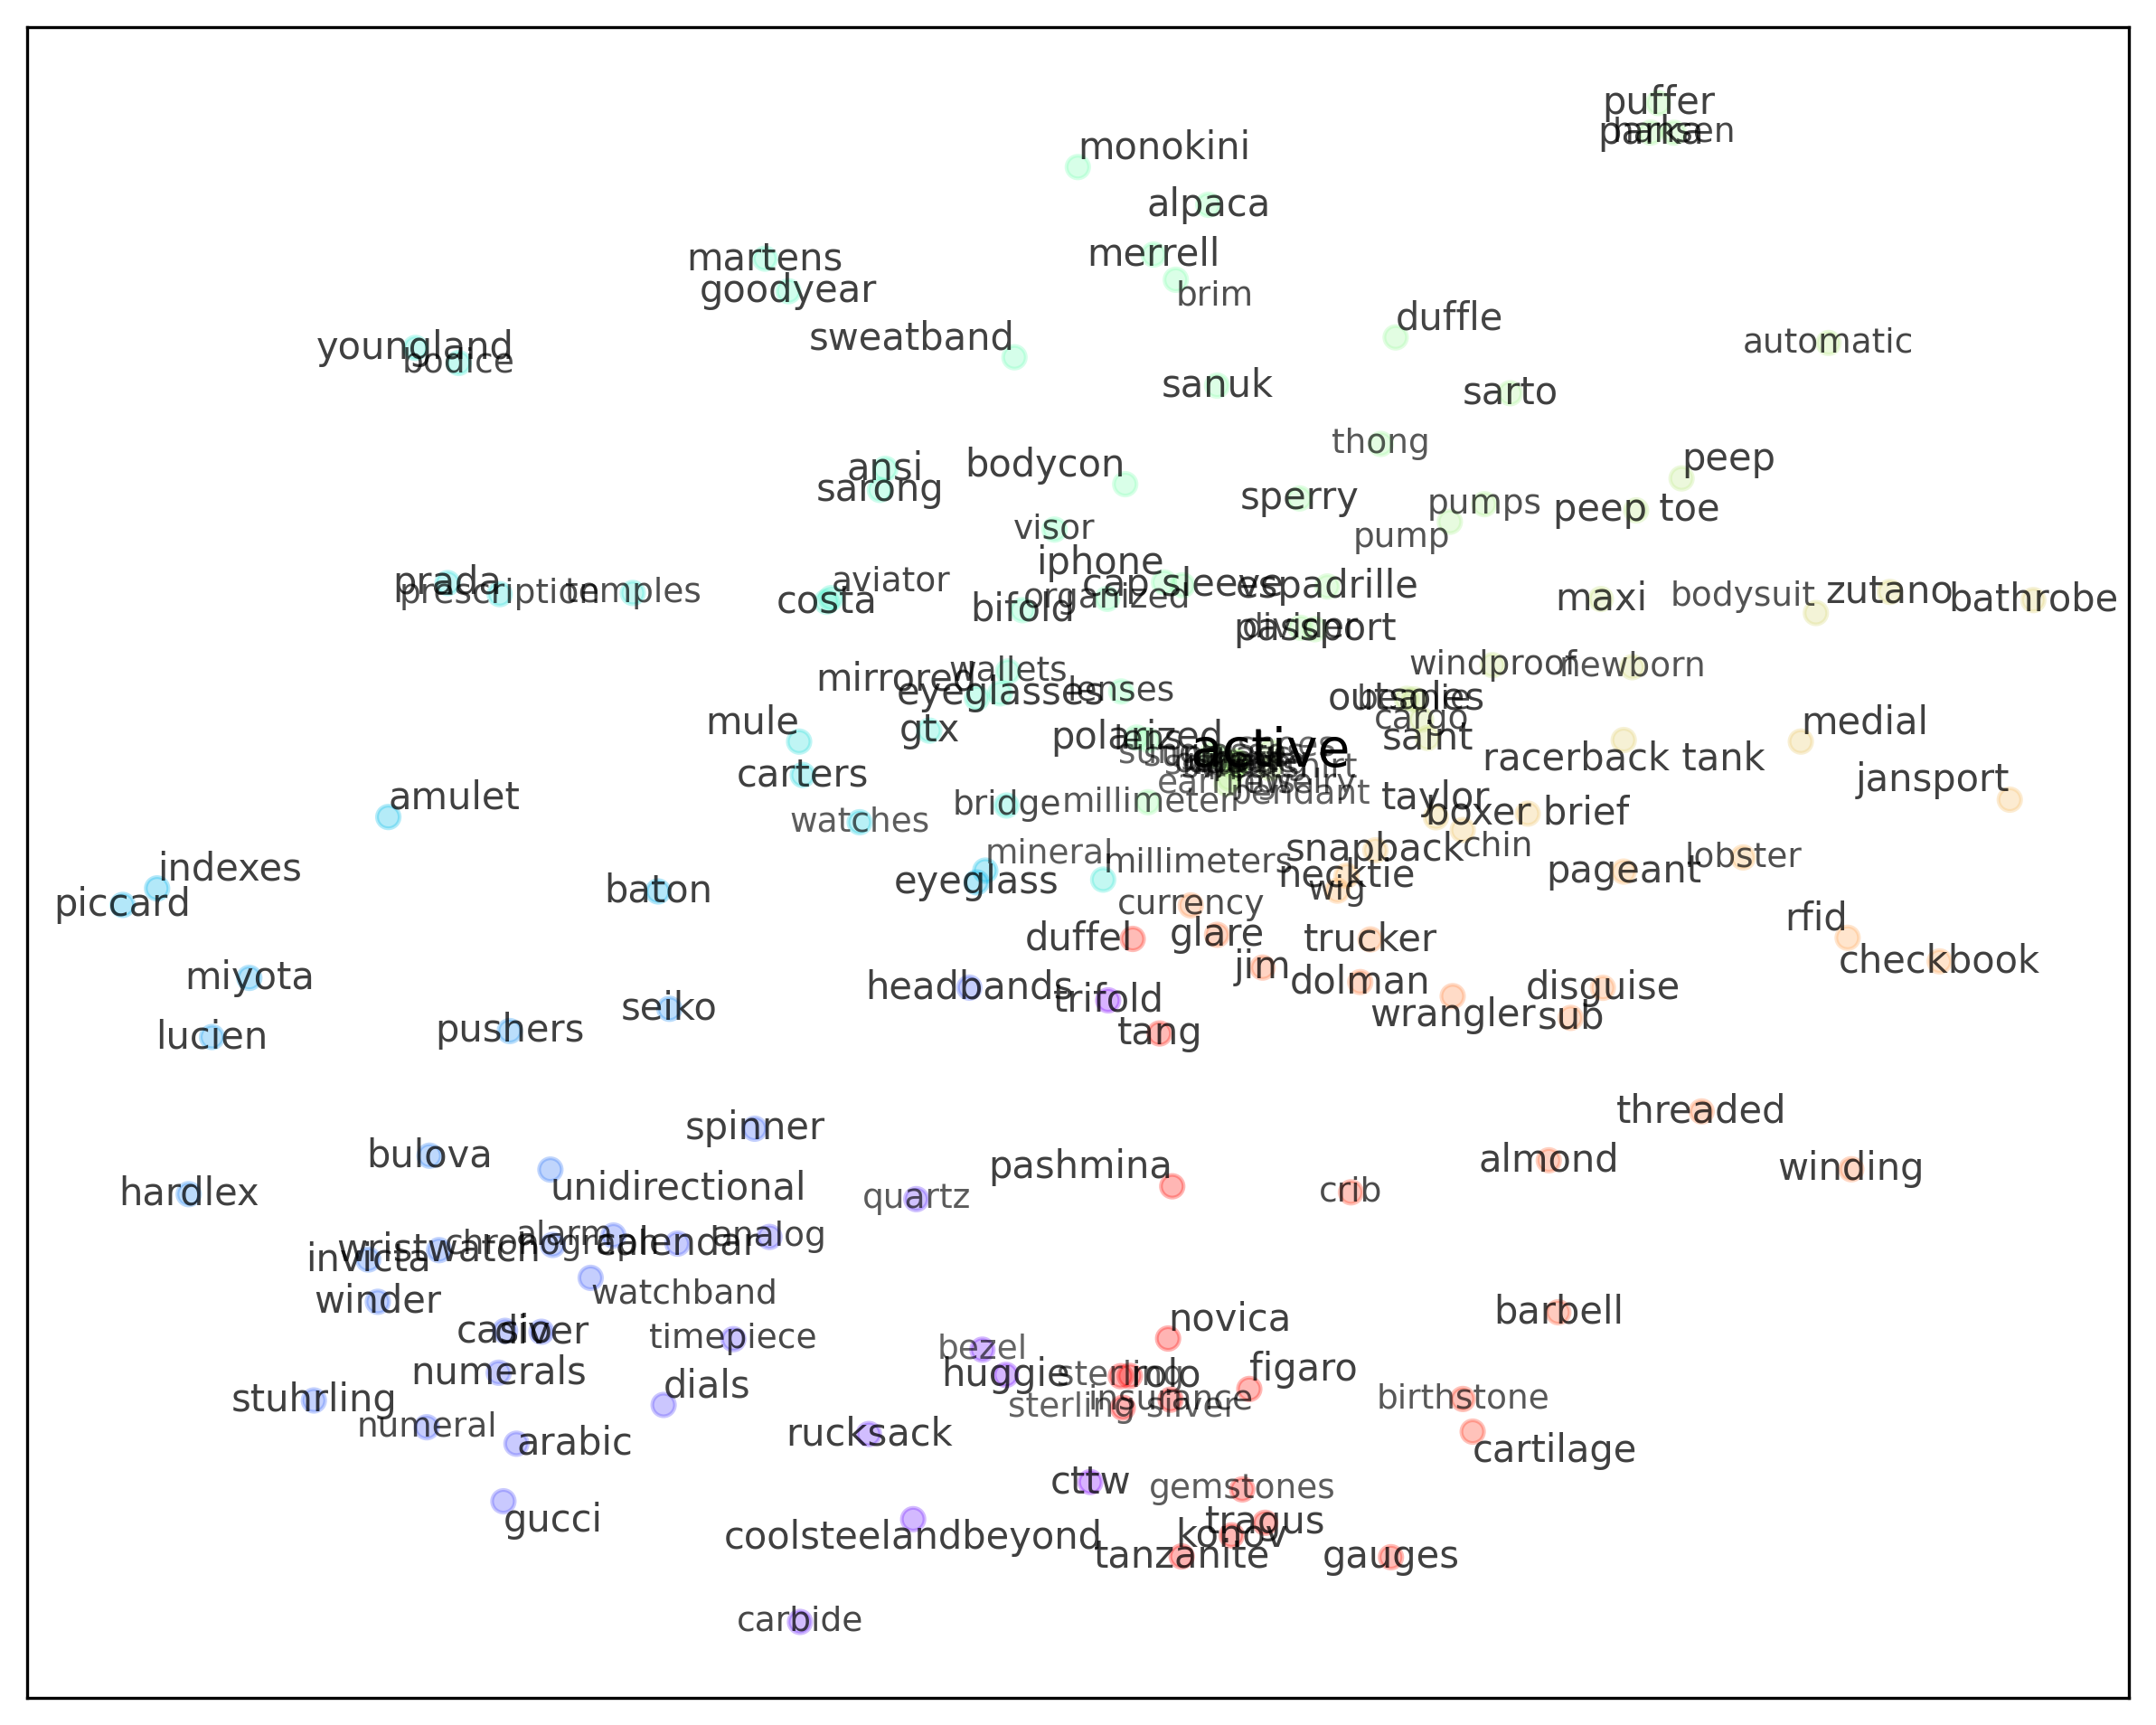 puffer
parka
hansen
monokini
alpaca
martens
merrell
goodyear
brim
duffle
sweatband
youngland
bodice
automatic
sanuk
sarto
thong
peep
ansi
bodycon
sarong
sperry
pumps
peep toe
visor
pump
iphone
prada
prescription
temples
aviator
costa
cap sleeve
organized
bifold
espadrille
maxi
bodysuit
zutano
bathrobe
divider
passport
windproof
newborn
mirrored
wallets
eyeglasses
lenses
outsoles
beanie
cargo
mule
gtx
polarized
active
saint
medial
racerback tank
carters
jansport
amulet
watches
bridge
millimeter
pendant
taylor
boxer brief
chin
mineral
millimeters
snapback
lobster
indexes
piccard
baton
eyeglass
necktie
wig
pageant
currency
rfid
duffel
glare
trucker
checkbook
miyota
jim
dolman
headbands
trifold
disguise
seiko
wrangler
sub
lucien
pushers
tang
threaded
spinner
bulova
pashmina
almond
winding
hardlex
unidirectional
quartz
crib
alarm
wristwatch
chronograph
calendar
analog
invicta
winder
watchband
novica
barbell
casio
diver
timepiece
bezel
numerals
huggie
sterling
rolo
figaro
stuhrling
dials
insurance
sterling silver
birthstone
numeral
arabic
rucksack
cartilage
cttw
gemstones
gucci
coolsteelandbeyond
tragus
konov
tanzanite
gauges
carbide